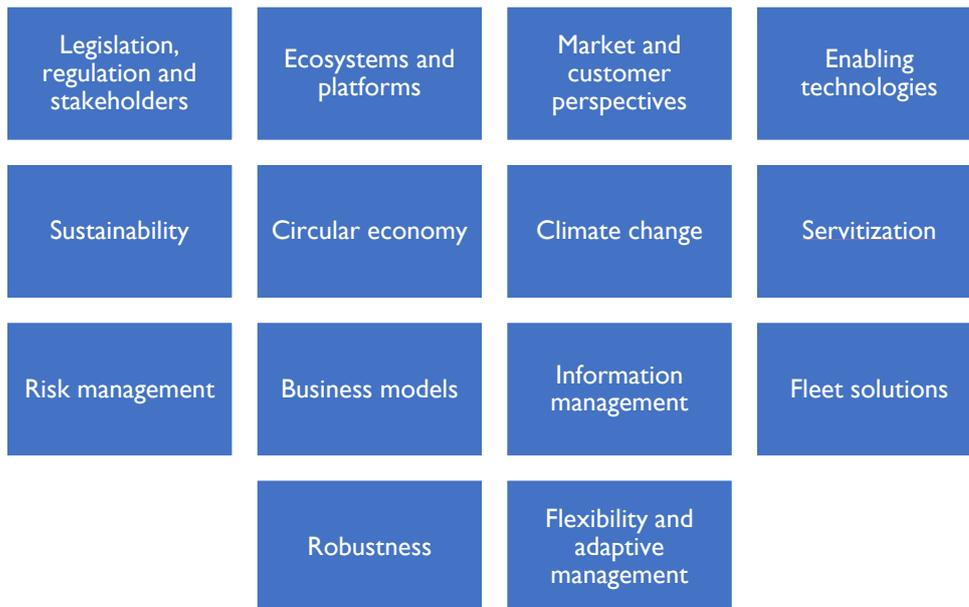 Legislation,
regulation and
stakeholders
Ecosystems and
platforms
Market and
customer
perspectives
Enabling
technologies
Sustainability
Circular economy
Climate change
Servitization
Risk management
Business models
Information
management
Fleet solutions
Robustness
Flexibility and
adaptive
management